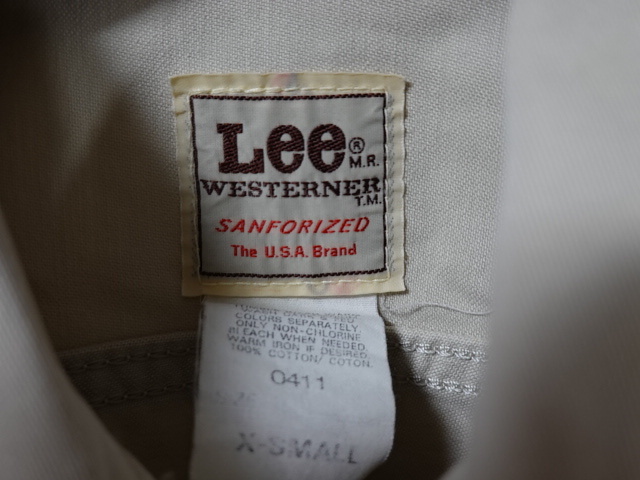 Lee® M.R.
WESTERNER T.M.
SANFORIZED
The U.S.A. Brand
COLORS SEPARATELY
ONLY NON-CHLORINE
BLEACH WHEN NEEDED.
WARM IRON IF DESIRED.
100% COTTON/COTON.
0411
X-SMALL